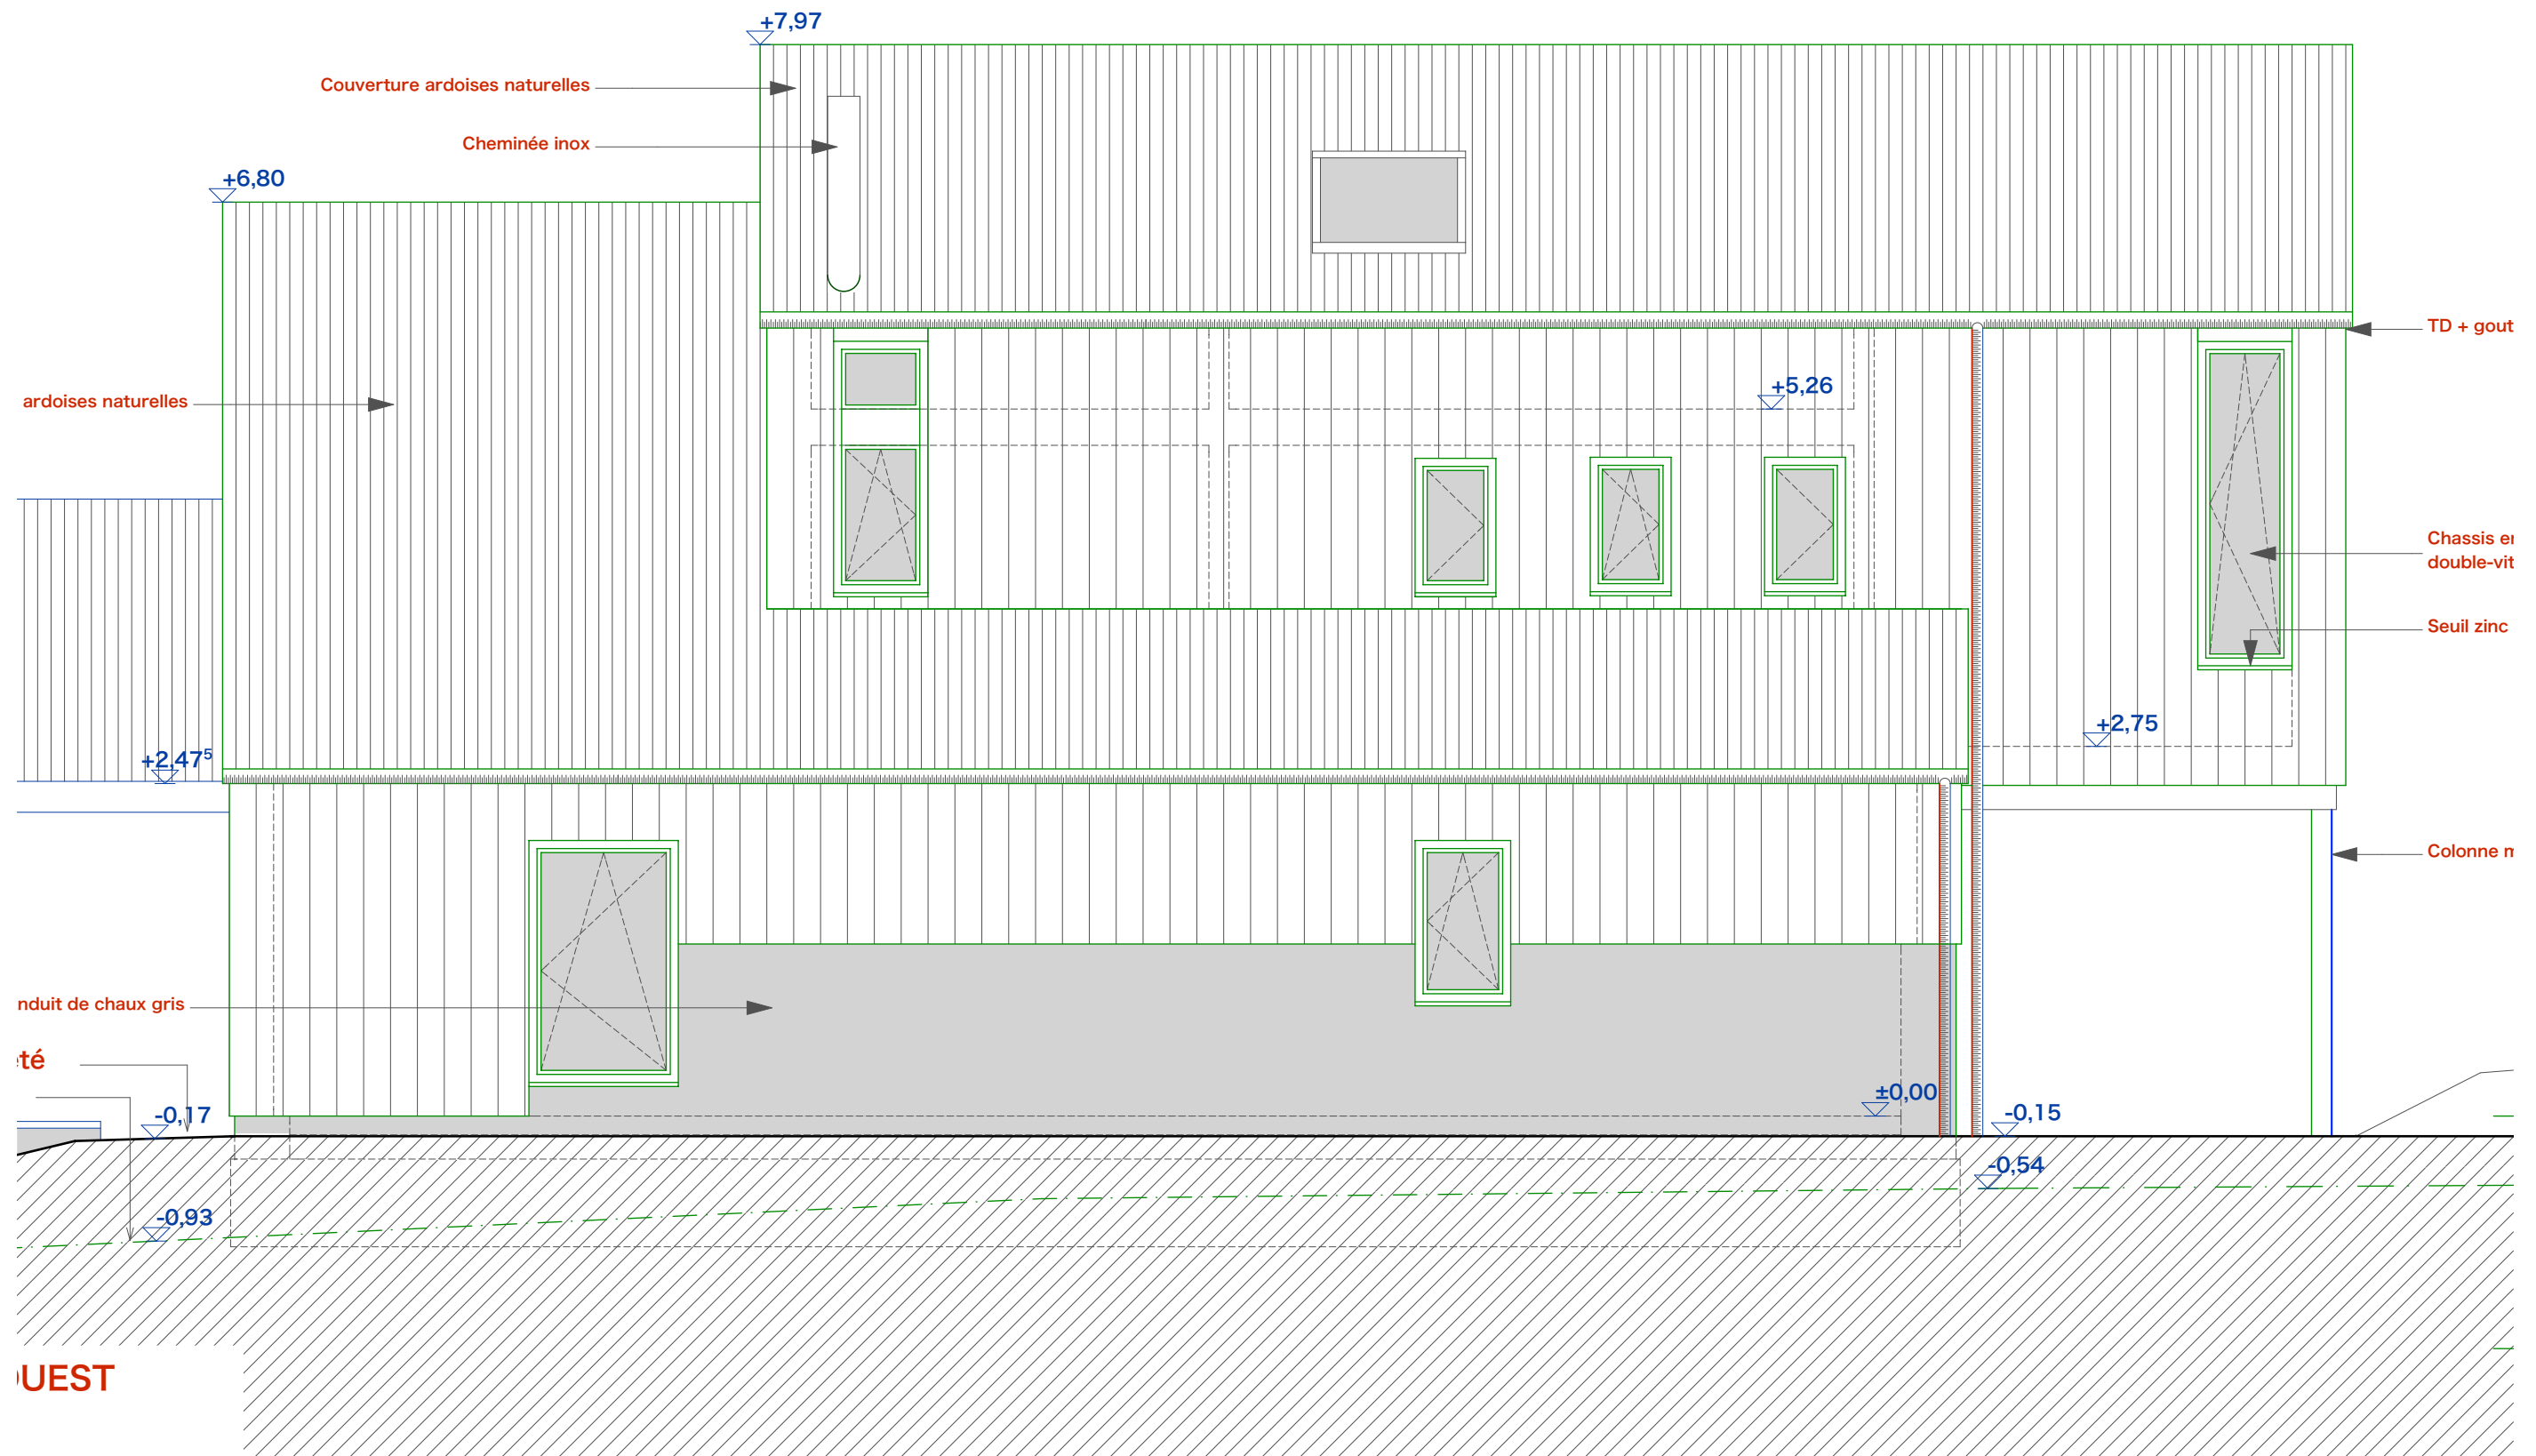 +7,97
Couverture ardoises naturelles
Cheminée inox
+6,80
TD + gout
+5,26
ardoises naturelles
Chassis en
double-vit
Seuil zinc
+2,75
+2,47⁵
Colonne m
nduit de chaux gris
té
±0,00
-0,17
-0,15
-0,54
-0,93
OUEST